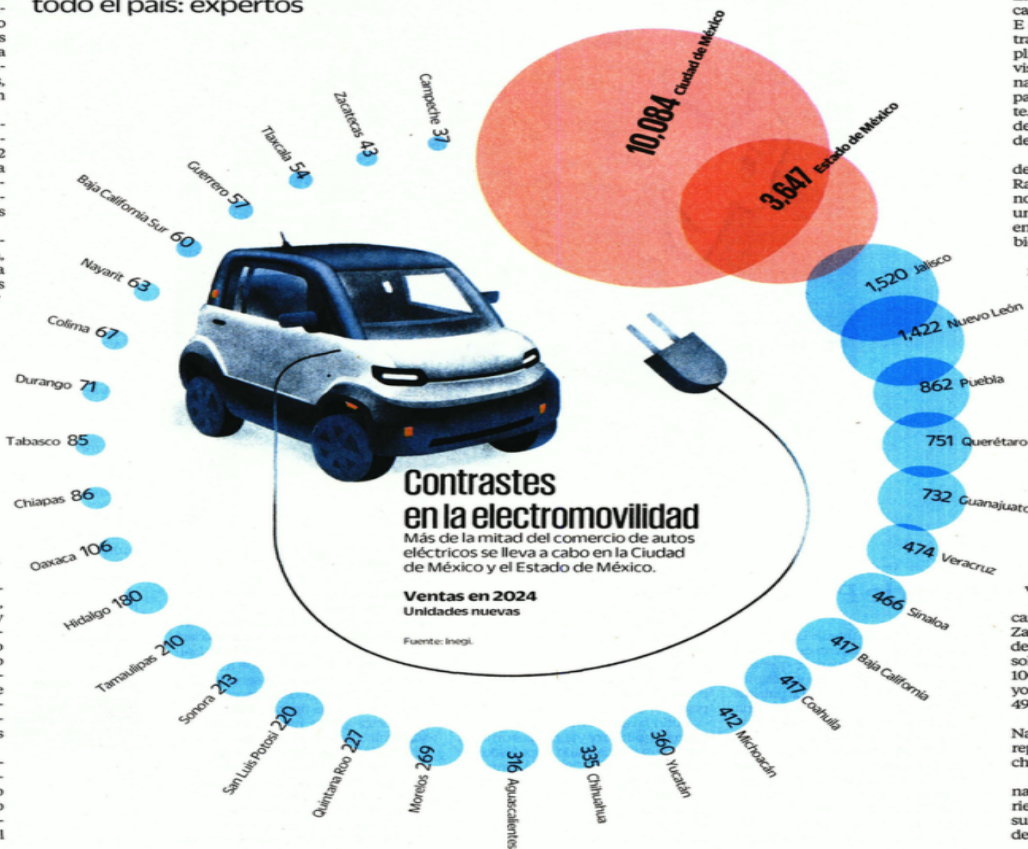 todo el país: expertos
10,084 Ciudad de México
3,647 Estado de México
1,520 Jalisco
1,422 Nuevo León
862 Puebla
751 Querétaro
732 Guanajuato
474 Veracruz
466 Sinaloa
417 Baja California
417 Coahuila
412 Michoacán
360 Yucatán
335 Chihuahua
316 Aguascalientes
Morelos 269
Quintana Roo 227
San Luis Potosí 220
Sonora 213
Tamaulipas 210
Hidalgo 180
Oaxaca 106
Chiapas 86
Tabasco 85
Durango 71
Colima 67
Nayarit 63
Baja California Sur 60
Guerrero 57
Tlaxcala 54
Zacatecas 43
Campeche 37
Contrastes
en la electromovilidad
Más de la mitad del comercio de autos
eléctricos se lleva a cabo en la Ciudad
de México y el Estado de México.
Ventas en 2024
Unidades nuevas
Fuente: Inegi.